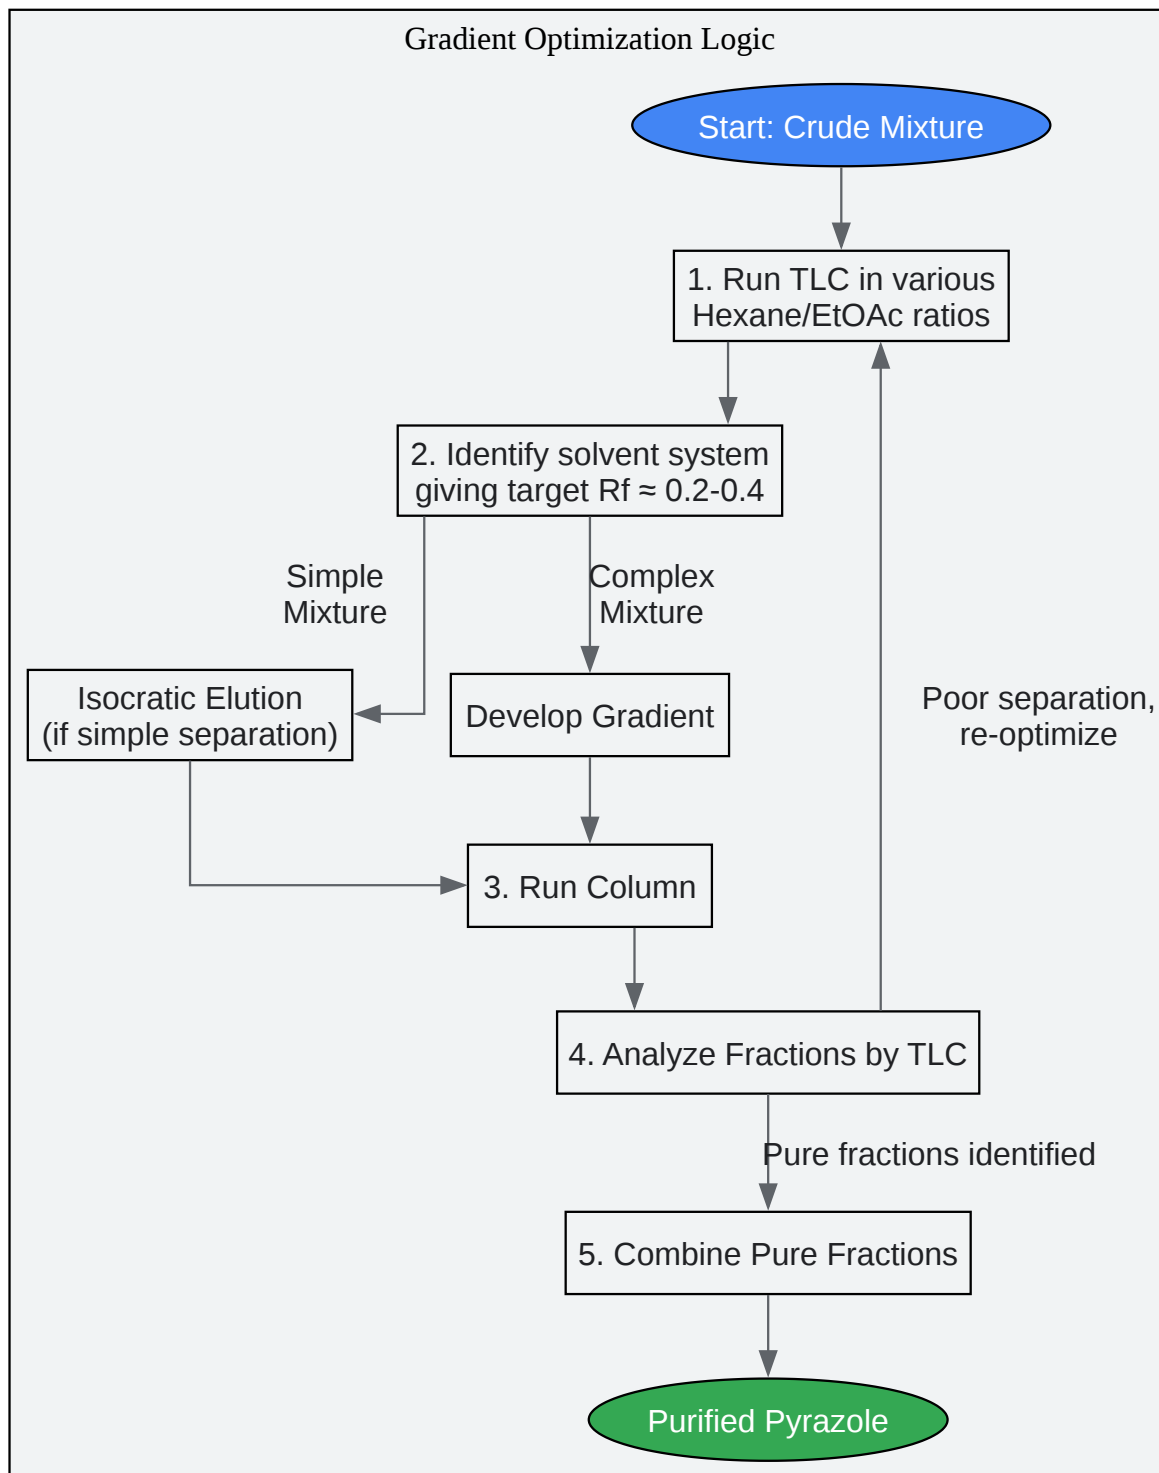 Gradient Optimization Logic
Start: Crude Mixture
1. Run TLC in various
Hexane/EtOAc ratios
2. Identify solvent system
giving target Rf ≈ 0.2-0.4
Simple
Mixture
Complex
Mixture
Isocratic Elution
(if simple separation)
Develop Gradient
Poor separation,
re-optimize
3. Run Column
4. Analyze Fractions by TLC
Pure fractions identified
5. Combine Pure Fractions
Purified Pyrazole